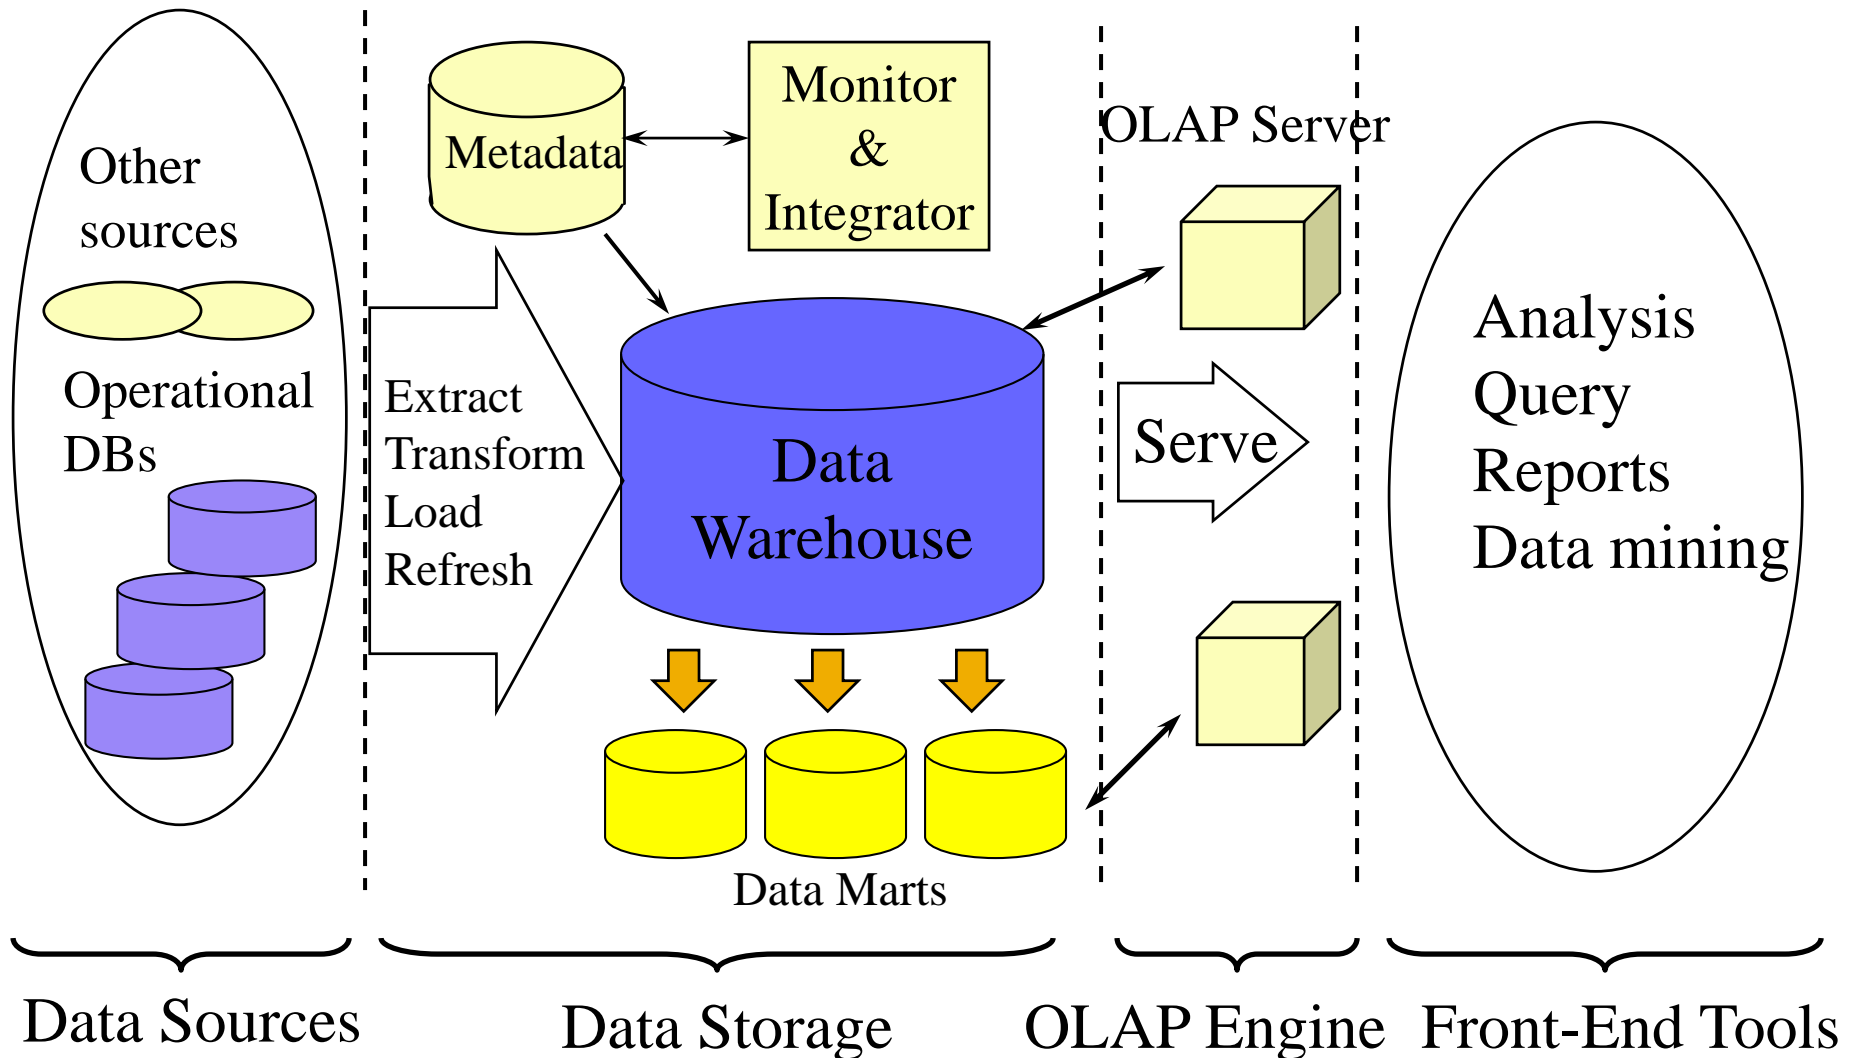 Other
sources
Operational
DBs
Extract
Transform
Load
Refresh
Metadata
Monitor
&
Integrator
Data
Warehouse
Data Marts
OLAP Server
Serve
Analysis
Query
Reports
Data mining
Data Sources
Data Storage
OLAP Engine
Front-End Tools